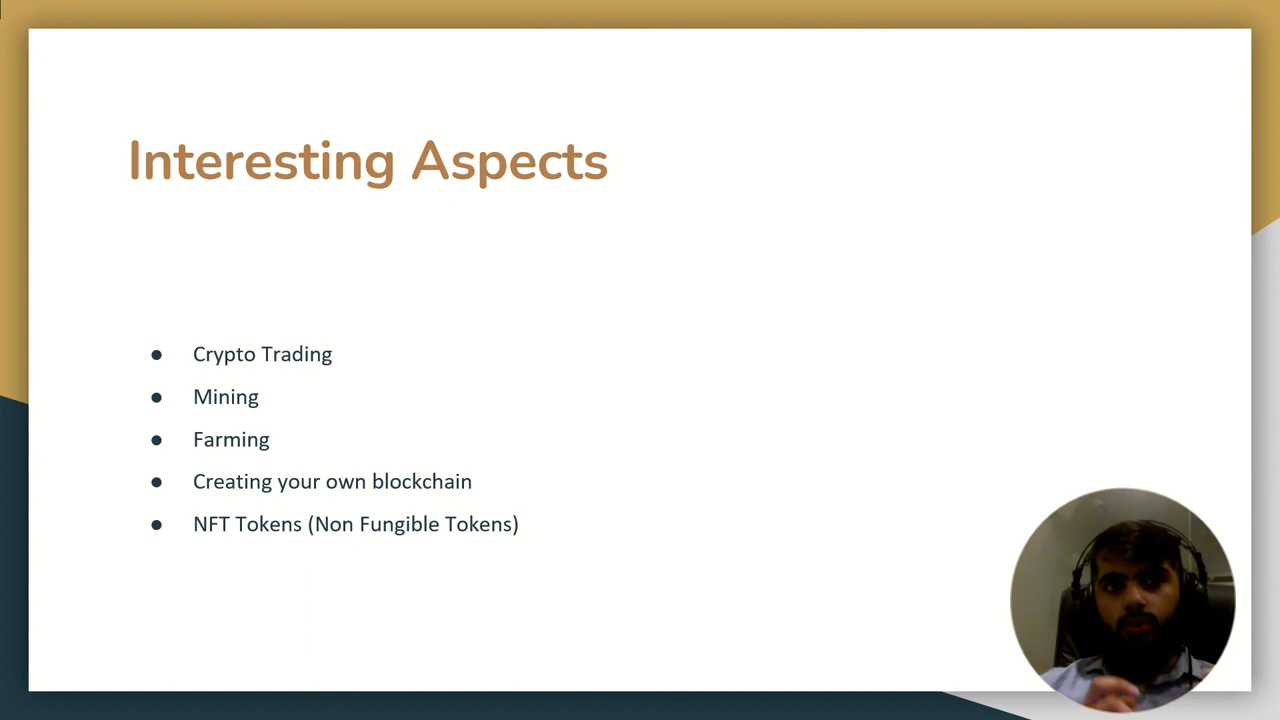 Interesting Aspects
● Crypto Trading
● Mining
● Farming
● Creating your own blockchain
● NFT Tokens (Non Fungible Tokens)